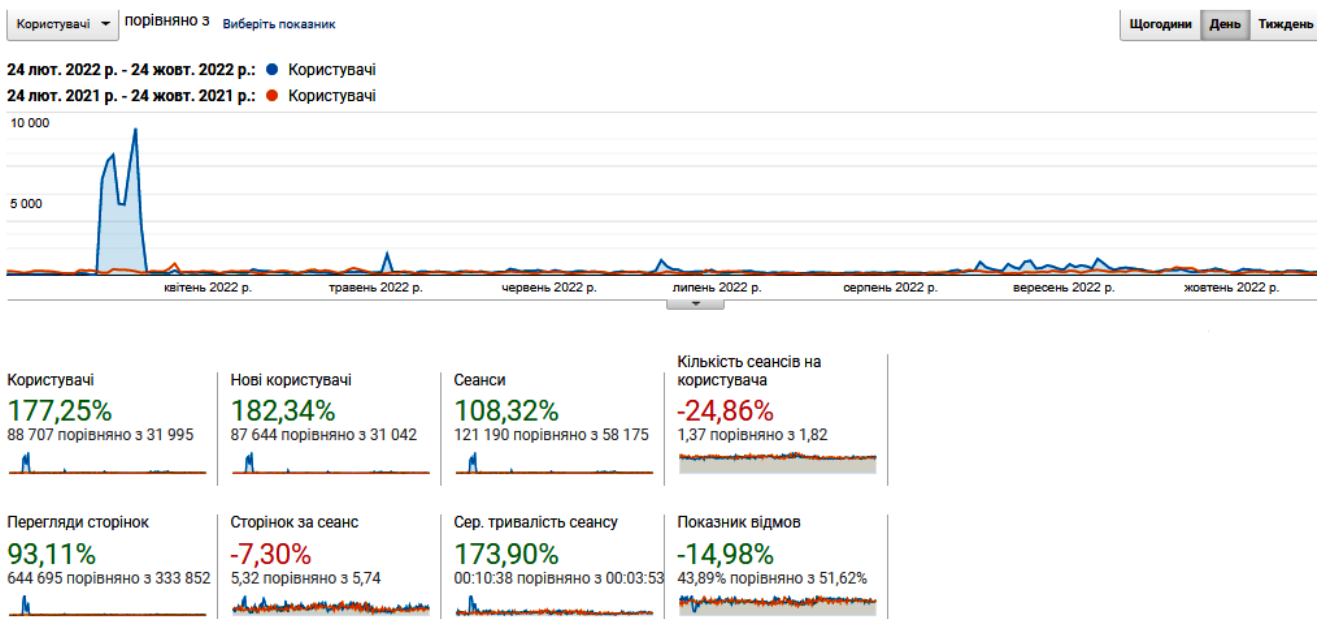 Користувачі порівняно з Виберіть показник Щогодини День Тиждень
24 лют. 2022 р. - 24 жовт. 2022 р.: Користувачі
24 лют. 2021 р. - 24 жовт. 2021 р.: Користувачі
10 000
5 000
квітень 2022 р. травень 2022 р. червень 2022 р. липень 2022 р. серпень 2022 р. вересень 2022 р. жовтень 2022 р.
Користувачі
177,25%
88 707 порівняно з 31 995
Нові користувачі
182,34%
87 644 порівняно з 31 042
Сеанси
108,32%
121 190 порівняно з 58 175
Кількість сеансів на
користувача
-24,86%
1,37 порівняно з 1,82
Перегляди сторінок
93,11%
644 695 порівняно з 333 852
Сторінок за сеанс
-7,30%
5,32 порівняно з 5,74
Сер. тривалість сеансу
173,90%
00:10:38 порівняно з 00:03:53
Показник відмов
-14,98%
43,89% порівняно з 51,62%